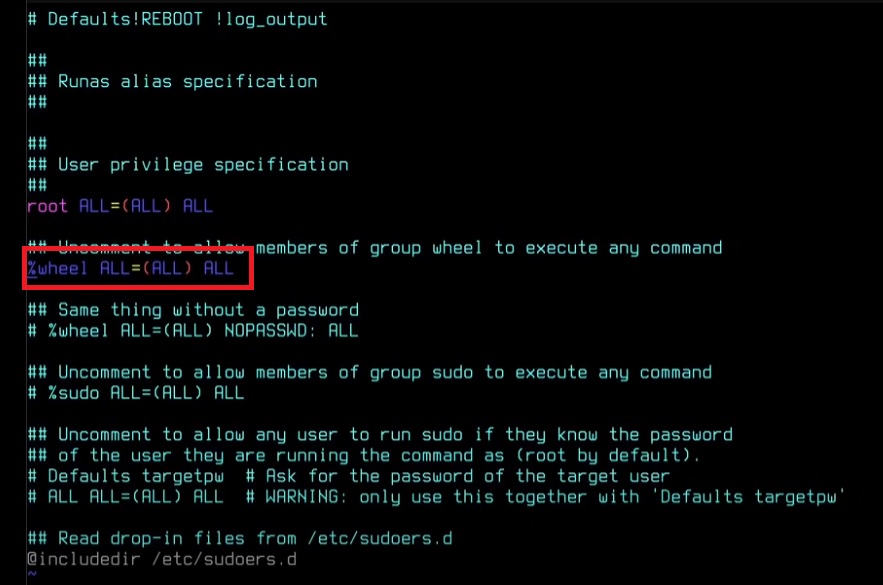 # Defaults!REBOOT !log_output
##
## Runas alias specification
##
##
## User privilege specification
##
root ALL=(ALL) ALL
## Uncomment to allow members of group wheel to execute any command
%wheel ALL=(ALL) ALL
## Same thing without a password
# %wheel ALL=(ALL) NOPASSWD: ALL
## Uncomment to allow members of group sudo to execute any command
# %sudo ALL=(ALL) ALL
## Uncomment to allow any user to run sudo if they know the password
## of the user they are running the command as (root by default).
# Defaults targetpw  # Ask for the password of the target user
# ALL ALL=(ALL) ALL  # WARNING: only use this together with 'Defaults targetpw'
## Read drop-in files from /etc/sudoers.d
@includedir /etc/sudoers.d
~